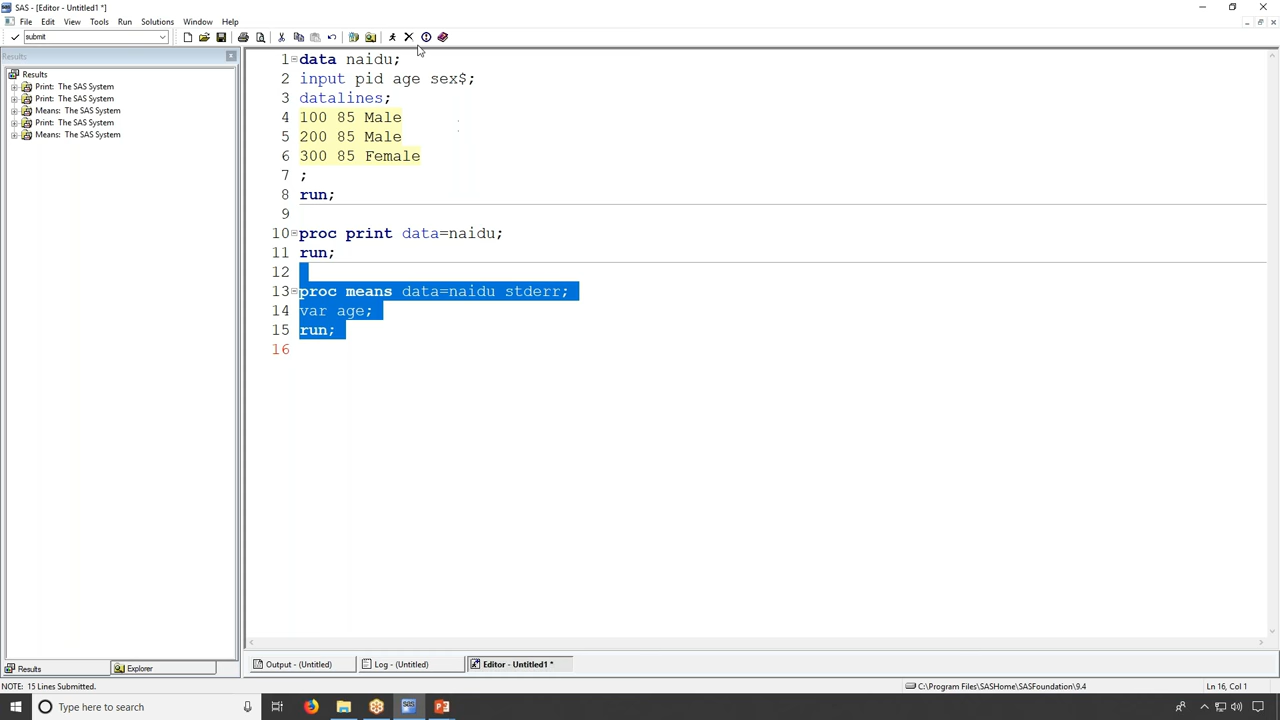 SAS - [Editor - Untitled1 *]
File Edit View Tools Run Solutions Window Help
submit
Results
Results
Print: The SAS System
Print: The SAS System
Means: The SAS System
Print: The SAS System
Means: The SAS System
1 data naidu;
2 input pid age sex$;
3 datalines;
4 100 85 Male
5 200 85 Male
6 300 85 Female
7 ;
8 run;
9
10 proc print data=naidu;
11 run;
12
13 proc means data=naidu stderr;
14 var age;
15 run;
16
Results Explorer
Output - (Untitled) Log - (Untitled) Editor - Untitled1 *
NOTE: 15 Lines Submitted. C:\Program Files\SASHome\SASFoundation\9.4 Ln 16, Col 1
Type here to search